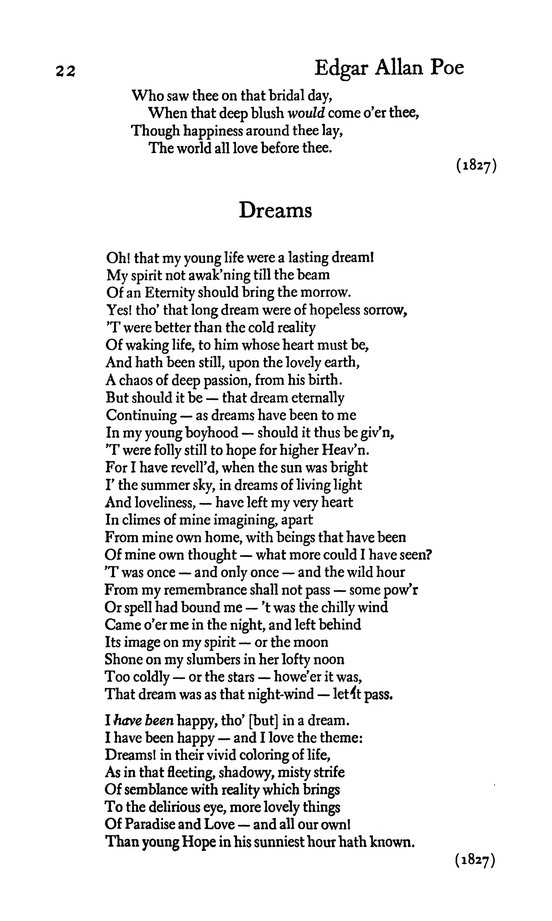 22
Edgar Allan Poe
Who saw thee on that bridal day,
When that deep blush would come o'er thee,
Though happiness around thee lay,
The world all love before thee.
(1827)
Dreams
Oh! that my young life were a lasting dream!
My spirit not awak'ning till the beam
Of an Eternity should bring the morrow.
Yes! tho' that long dream were of hopeless sorrow,
'T were better than the cold reality
Of waking life, to him whose heart must be,
And hath been still, upon the lovely earth,
A chaos of deep passion, from his birth.
But should it be — that dream eternally
Continuing — as dreams have been to me
In my young boyhood — should it thus be giv'n,
'T were folly still to hope for higher Heav'n.
For I have revell'd, when the sun was bright
I' the summer sky, in dreams of living light
And loveliness, — have left my very heart
In climes of mine imagining, apart
From mine own home, with beings that have been
Of mine own thought — what more could I have seen?
'T was once — and only once — and the wild hour
From my remembrance shall not pass — some pow'r
Or spell had bound me — 't was the chilly wind
Came o'er me in the night, and left behind
Its image on my spirit — or the moon
Shone on my slumbers in her lofty noon
Too coldly — or the stars — howe'er it was,
That dream was as that night-wind — let it pass.
I have been happy, tho' [but] in a dream.
I have been happy — and I love the theme:
Dreams! in their vivid coloring of life,
As in that fleeting, shadowy, misty strife
Of semblance with reality which brings
To the delirious eye, more lovely things
Of Paradise and Love — and all our own!
Than young Hope in his sunniest hour hath known.
(1827)